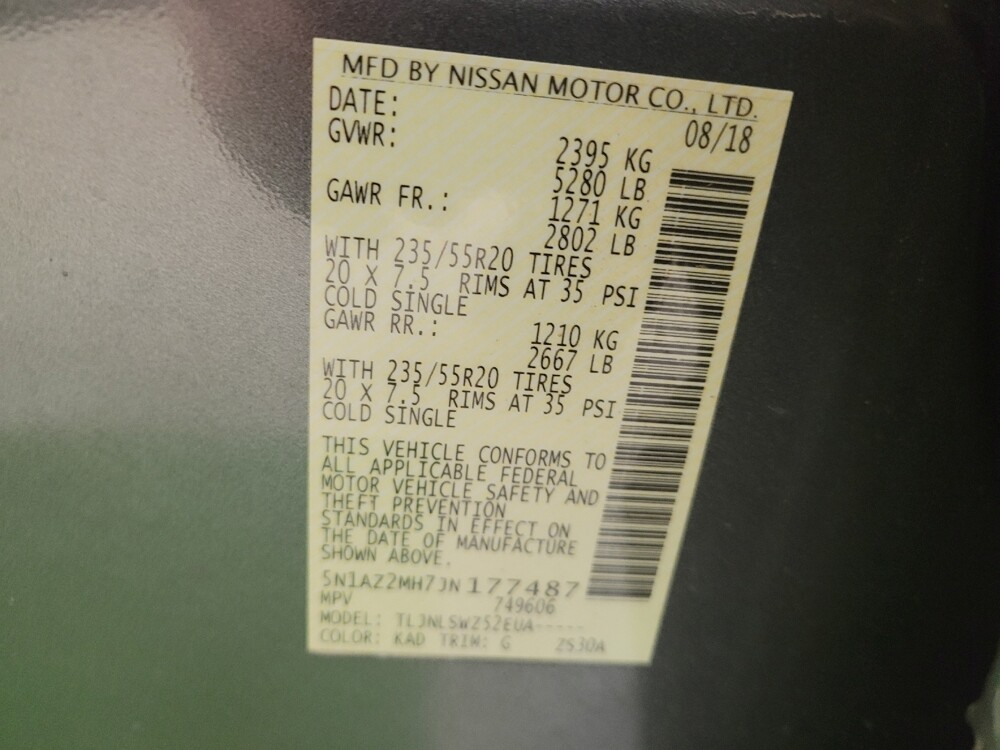 MFD BY NISSAN MOTOR CO., LTD.
DATE: 08/18
GVWR: 2395 KG
5280 LB
GAWR FR.: 1271 KG
2802 LB
WITH 235/55R20 TIRES
20 X 7.5 RIMS AT 35 PSI
COLD SINGLE
GAWR RR.: 1210 KG
2667 LB
WITH 235/55R20 TIRES
20 X 7.5 RIMS AT 35 PSI
COLD SINGLE
THIS VEHICLE CONFORMS TO
ALL APPLICABLE FEDERAL
MOTOR VEHICLE SAFETY AND
THEFT PREVENTION
STANDARDS IN EFFECT ON
THE DATE OF MANUFACTURE
SHOWN ABOVE.
5N1AZ2MH7JN177487
MPV 749606
MODEL: TLJNLSWZ52EUA-----
COLOR: KAD TRIM: G ZS30A